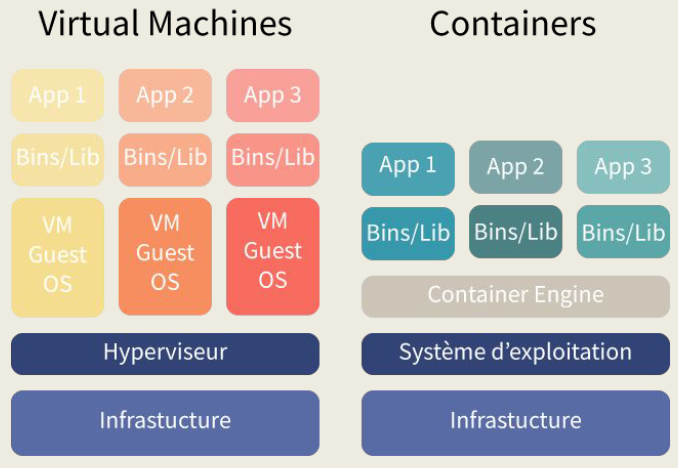 Virtual Machines
App 1
App 2
App 3
Bins/Lib
Bins/Lib
Bins/Lib
VM
Guest
OS
VM
Guest
OS
VM
Guest
OS
Hyperviseur
Infrastucture
Containers
App 1
App 2
App 3
Bins/Lib
Bins/Lib
Bins/Lib
Container Engine
Système d’exploitation
Infrastucture